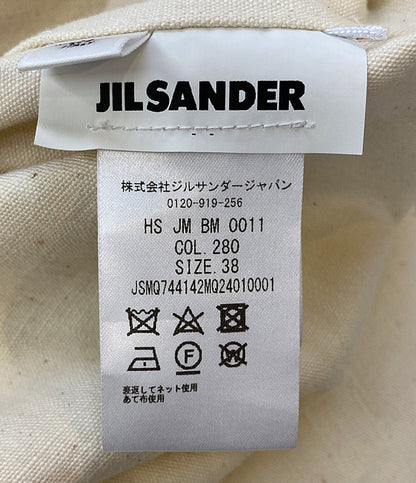 JIL SANDER
株式会社ジルサンダージャパン
0120-919-256
HS JM BM 0011
COL. 280
SIZE. 38
JSMQ744142MQ24010001
F
W
裏返してネット使用
あて布使用